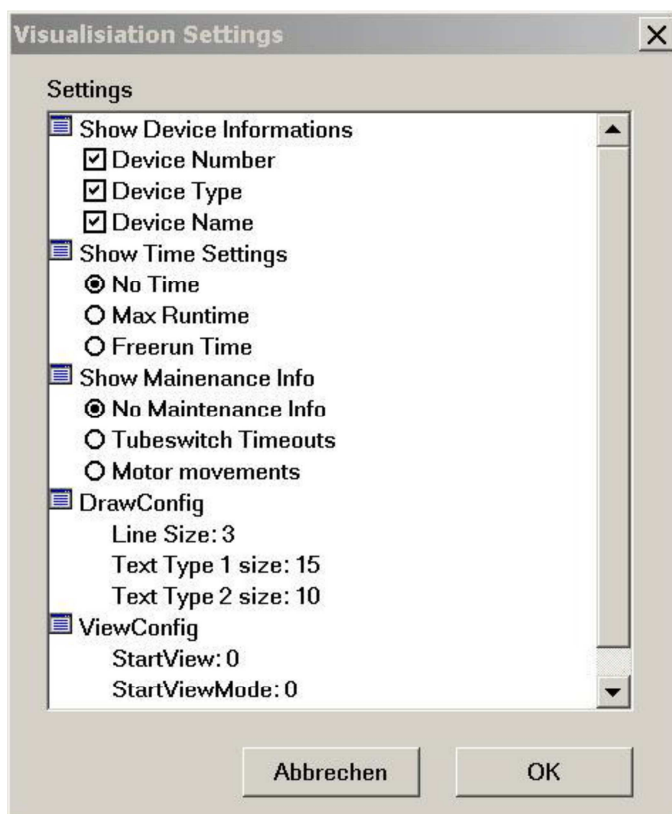 Visualisiation Settings
Settings
Show Device Informations
Device Number
Device Type
Device Name
Show Time Settings
No Time
Max Runtime
Freerun Time
Show Mainenance Info
No Maintenance Info
Tubeswitch Timeouts
Motor movements
DrawConfig
Line Size: 3
Text Type 1 size: 15
Text Type 2 size: 10
ViewConfig
StartView: 0
StartViewMode: 0
Abbrechen OK